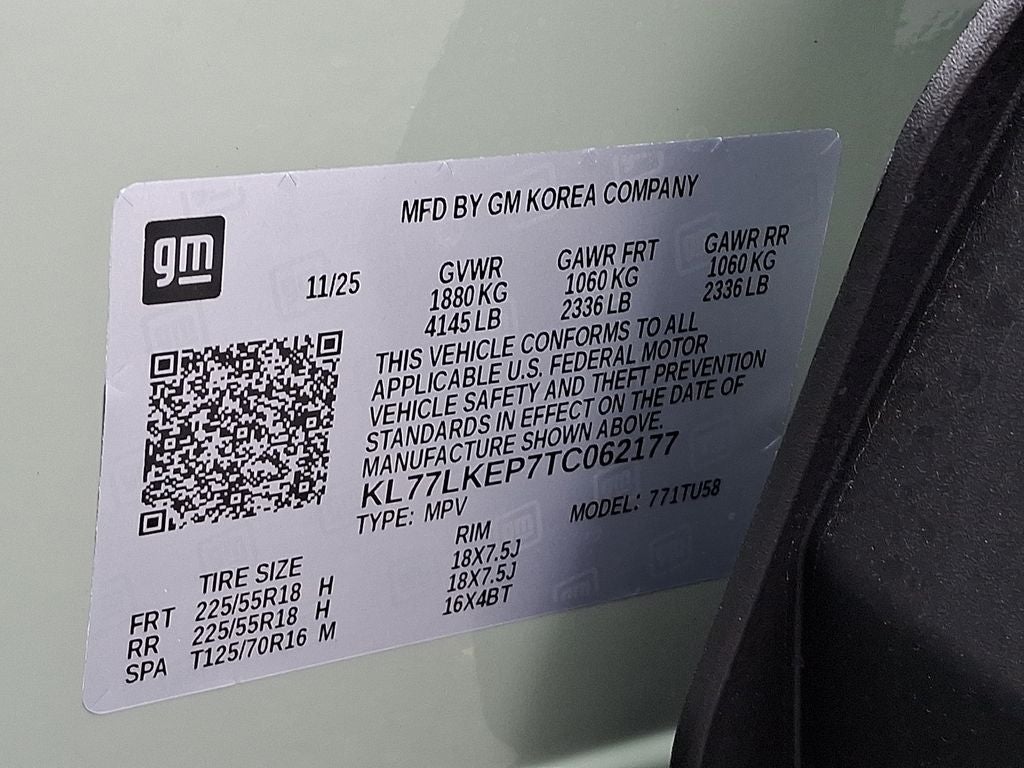 MFD BY GM KOREA COMPANY
gm
11/25
GVWR GAWR FRT GAWR RR
1880 KG 1060 KG 1060 KG
4145 LB 2336 LB 2336 LB
THIS VEHICLE CONFORMS TO ALL
APPLICABLE U.S. FEDERAL MOTOR
VEHICLE SAFETY AND THEFT PREVENTION
STANDARDS IN EFFECT ON THE DATE OF
MANUFACTURE SHOWN ABOVE.
KL77LKEP7TC062177
TYPE: MPV MODEL: 771TU58
TIRE SIZE RIM
FRT 225/55R18 H 18X7.5J
RR 225/55R18 H 18X7.5J
SPA T125/70R16 M 16X4BT